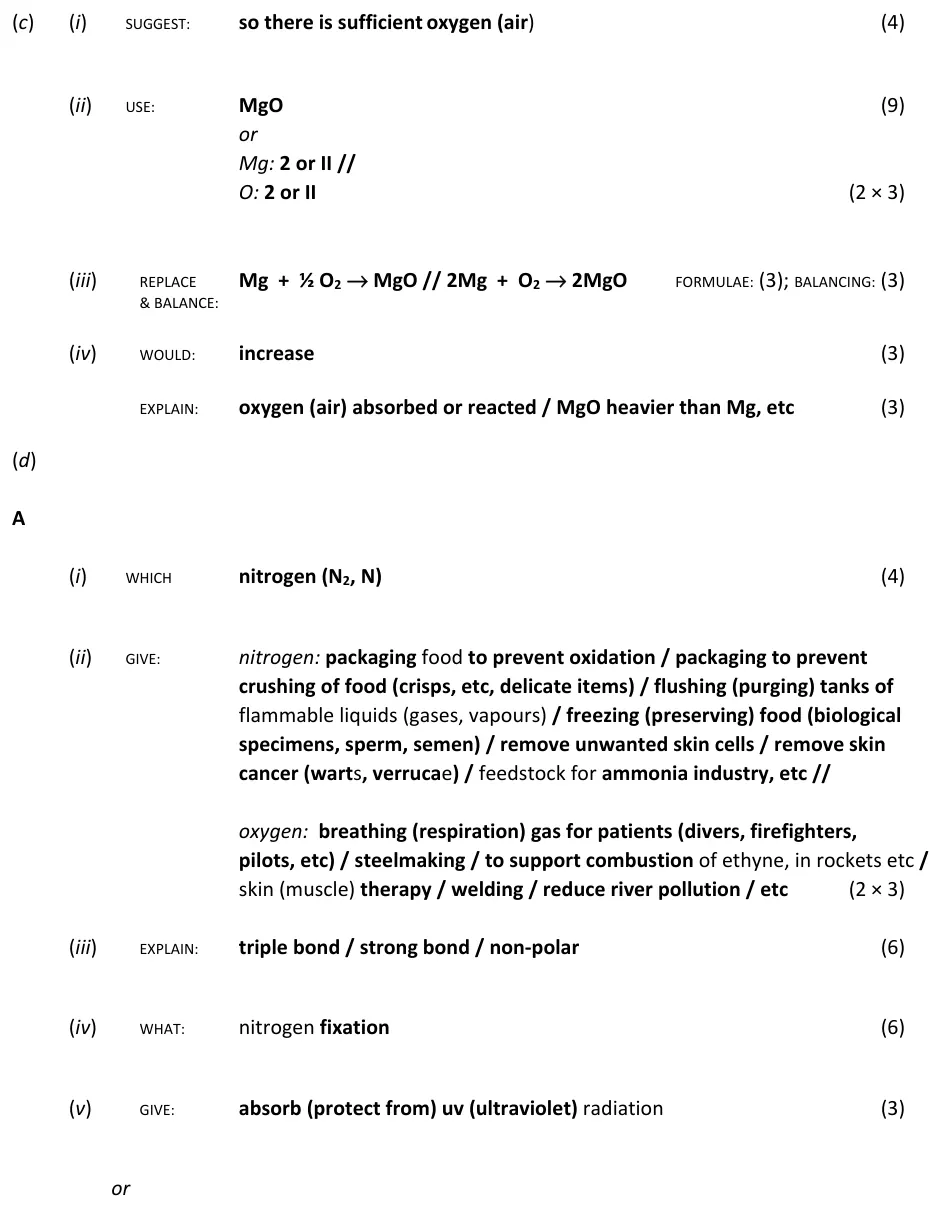 (c) (i) SUGGEST: so there is sufficient oxygen (air) (4)
(ii) USE: MgO (9)
or
Mg: 2 or II //
O: 2 or II (2 × 3)
(iii) REPLACE Mg + ½ O₂ → MgO // 2Mg + O₂ → 2MgO FORMULAE: (3); BALANCING: (3)
& BALANCE:
(iv) WOULD: increase (3)
EXPLAIN: oxygen (air) absorbed or reacted / MgO heavier than Mg, etc (3)
(d)
A
(i) WHICH nitrogen (N₂, N) (4)
(ii) GIVE: nitrogen: packaging food to prevent oxidation / packaging to prevent
crushing of food (crisps, etc, delicate items) / flushing (purging) tanks of
flammable liquids (gases, vapours) / freezing (preserving) food (biological
specimens, sperm, semen) / remove unwanted skin cells / remove skin
cancer (warts, verrucae) / feedstock for ammonia industry, etc //
oxygen: breathing (respiration) gas for patients (divers, firefighters,
pilots, etc) / steelmaking / to support combustion of ethyne, in rockets etc /
skin (muscle) therapy / welding / reduce river pollution / etc (2 × 3)
(iii) EXPLAIN: triple bond / strong bond / non-polar (6)
(iv) WHAT: nitrogen fixation (6)
(v) GIVE: absorb (protect from) uv (ultraviolet) radiation (3)
or